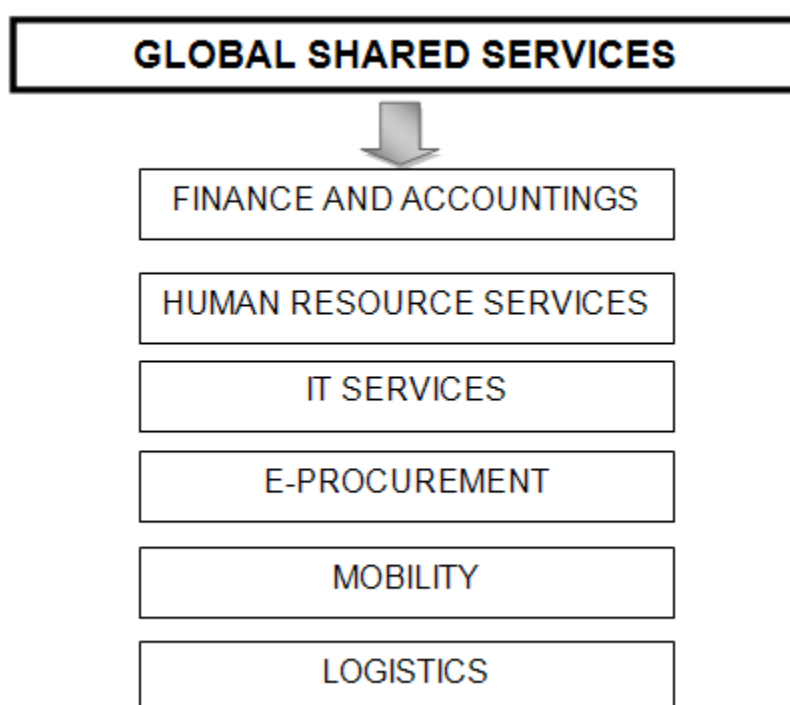 GLOBAL SHARED SERVICES
FINANCE AND ACCOUNTINGS
HUMAN RESOURCE SERVICES
IT SERVICES
E-PROCUREMENT
MOBILITY
LOGISTICS